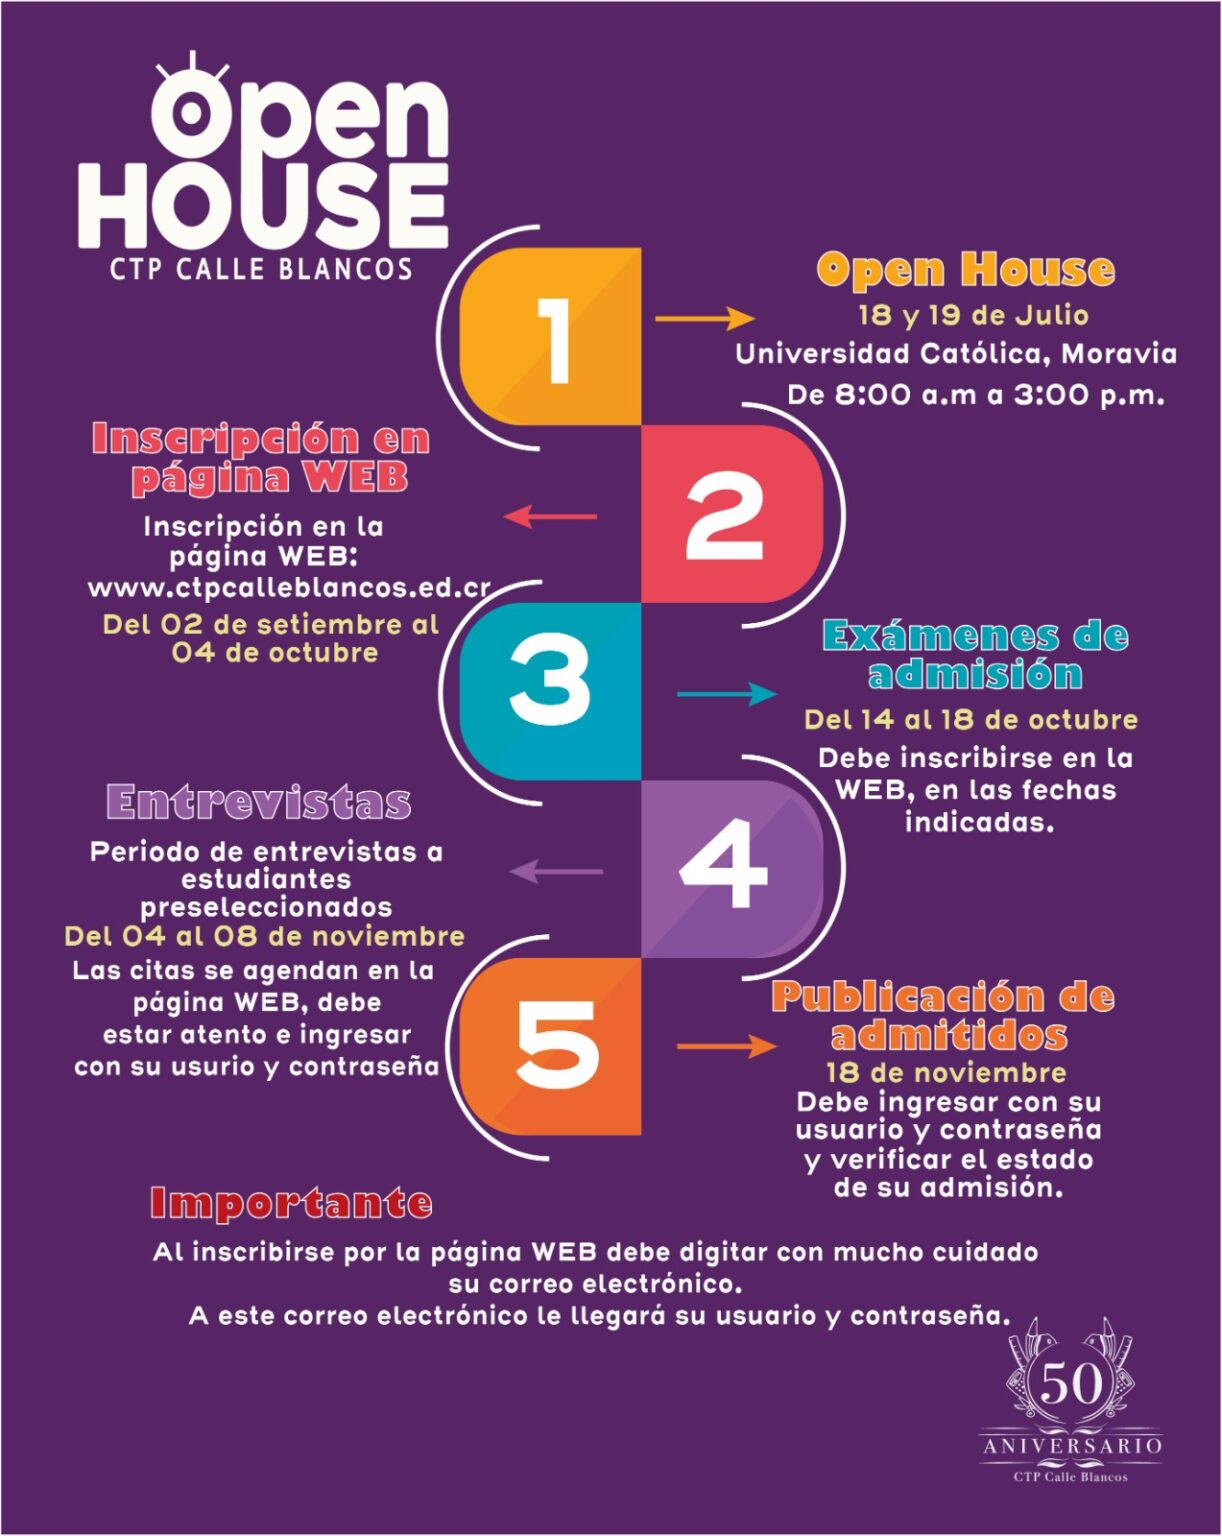 Open
HOUSE
CTP CALLE BLANCOS
1
Open House
18 y 19 de Julio
Universidad Católica, Moravia
De 8:00 a.m a 3:00 p.m.
Inscripción en
página WEB
2
Inscripción en la
página WEB:
www.ctpcalleblancos.ed.cr
Del 02 de setiembre al
04 de octubre
3
Exámenes de
admisión
Del 14 al 18 de octubre
Debe inscribirse en la
WEB, en las fechas
indicadas.
Entrevistas
4
Periodo de entrevistas a
estudiantes
preseleccionados
Del 04 al 08 de noviembre
Las citas se agendan en la
página WEB, debe
estar atento e ingresar
con su usurio y contraseña
5
Publicación de
admitidos
18 de noviembre
Debe ingresar con su
usuario y contraseña
y verificar el estado
de su admisión.
Importante
Al inscribirse por la página WEB debe digitar con mucho cuidado
su correo electrónico.
A este correo electrónico le llegará su usuario y contraseña.
50
ANIVERSARIO
CTP Calle Blancos